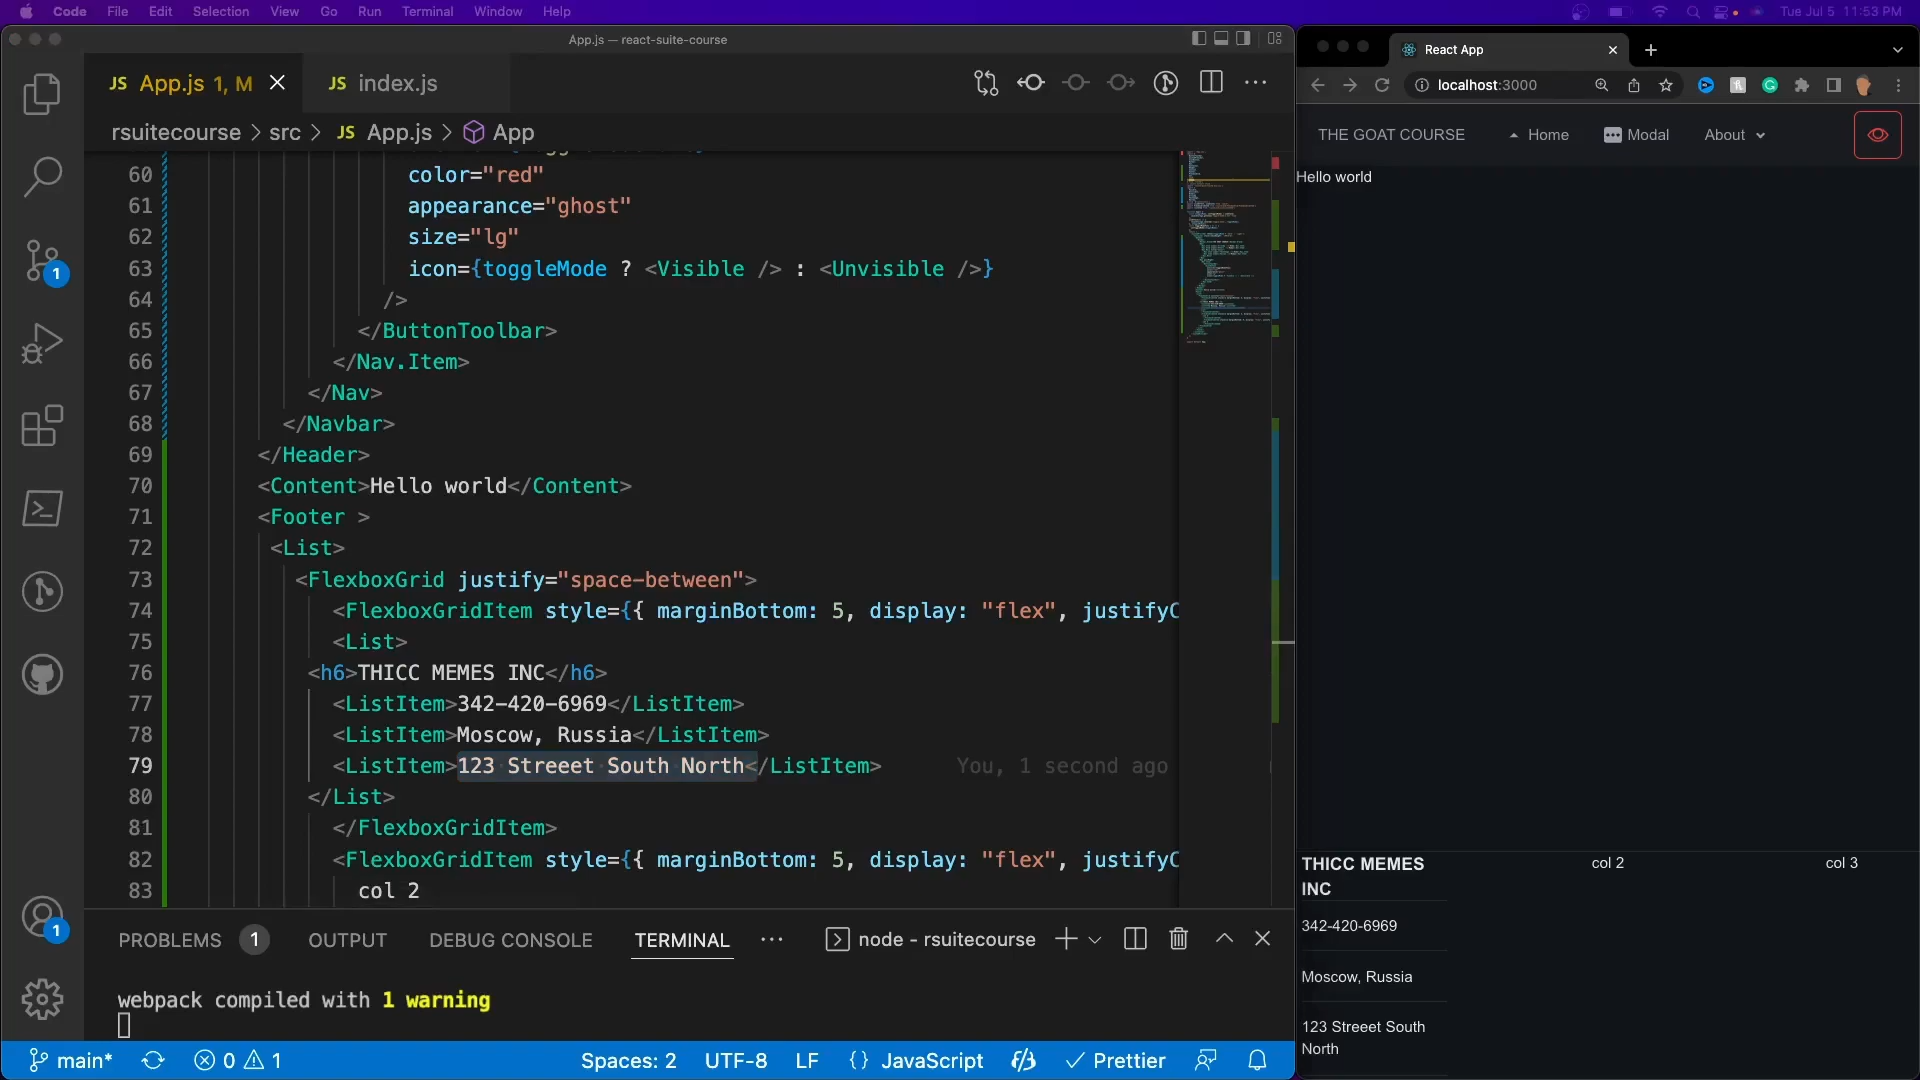 Code File Edit Selection View Go Run Terminal Window Help
Tue Jul 5 11:53 PM
App.js — react-suite-course
JS App.js 1, M
JS index.js
rsuitecourse > src > JS App.js > App
60 color="red"
61 appearance="ghost"
62 size="lg"
63 icon={toggleMode ? <Visible /> : <Unvisible />}
64 />
65 </ButtonToolbar>
66 </Nav.Item>
67 </Nav>
68 </Navbar>
69 </Header>
70 <Content>Hello world</Content>
71 <Footer >
72 <List>
73 <FlexboxGrid justify="space-between">
74 <FlexboxGridItem style={{ marginBottom: 5, display: "flex", justifyC
75 <List>
76 <h6>THICC MEMES INC</h6>
77 <ListItem>342-420-6969</ListItem>
78 <ListItem>Moscow, Russia</ListItem>
79 <ListItem>123 Streeet South North</ListItem> You, 1 second ago
80 </List>
81 </FlexboxGridItem>
82 <FlexboxGridItem style={{ marginBottom: 5, display: "flex", justifyC
83 col 2
1
1
PROBLEMS 1 OUTPUT DEBUG CONSOLE TERMINAL ··· node - rsuitecourse
webpack compiled with 1 warning
main* 0 1 Spaces: 2 UTF-8 LF {} JavaScript Prettier
React App
localhost:3000
THE GOAT COURSE Home Modal About
Hello world
THICC MEMES
INC
342-420-6969
Moscow, Russia
123 Streeet South
North
col 2
col 3